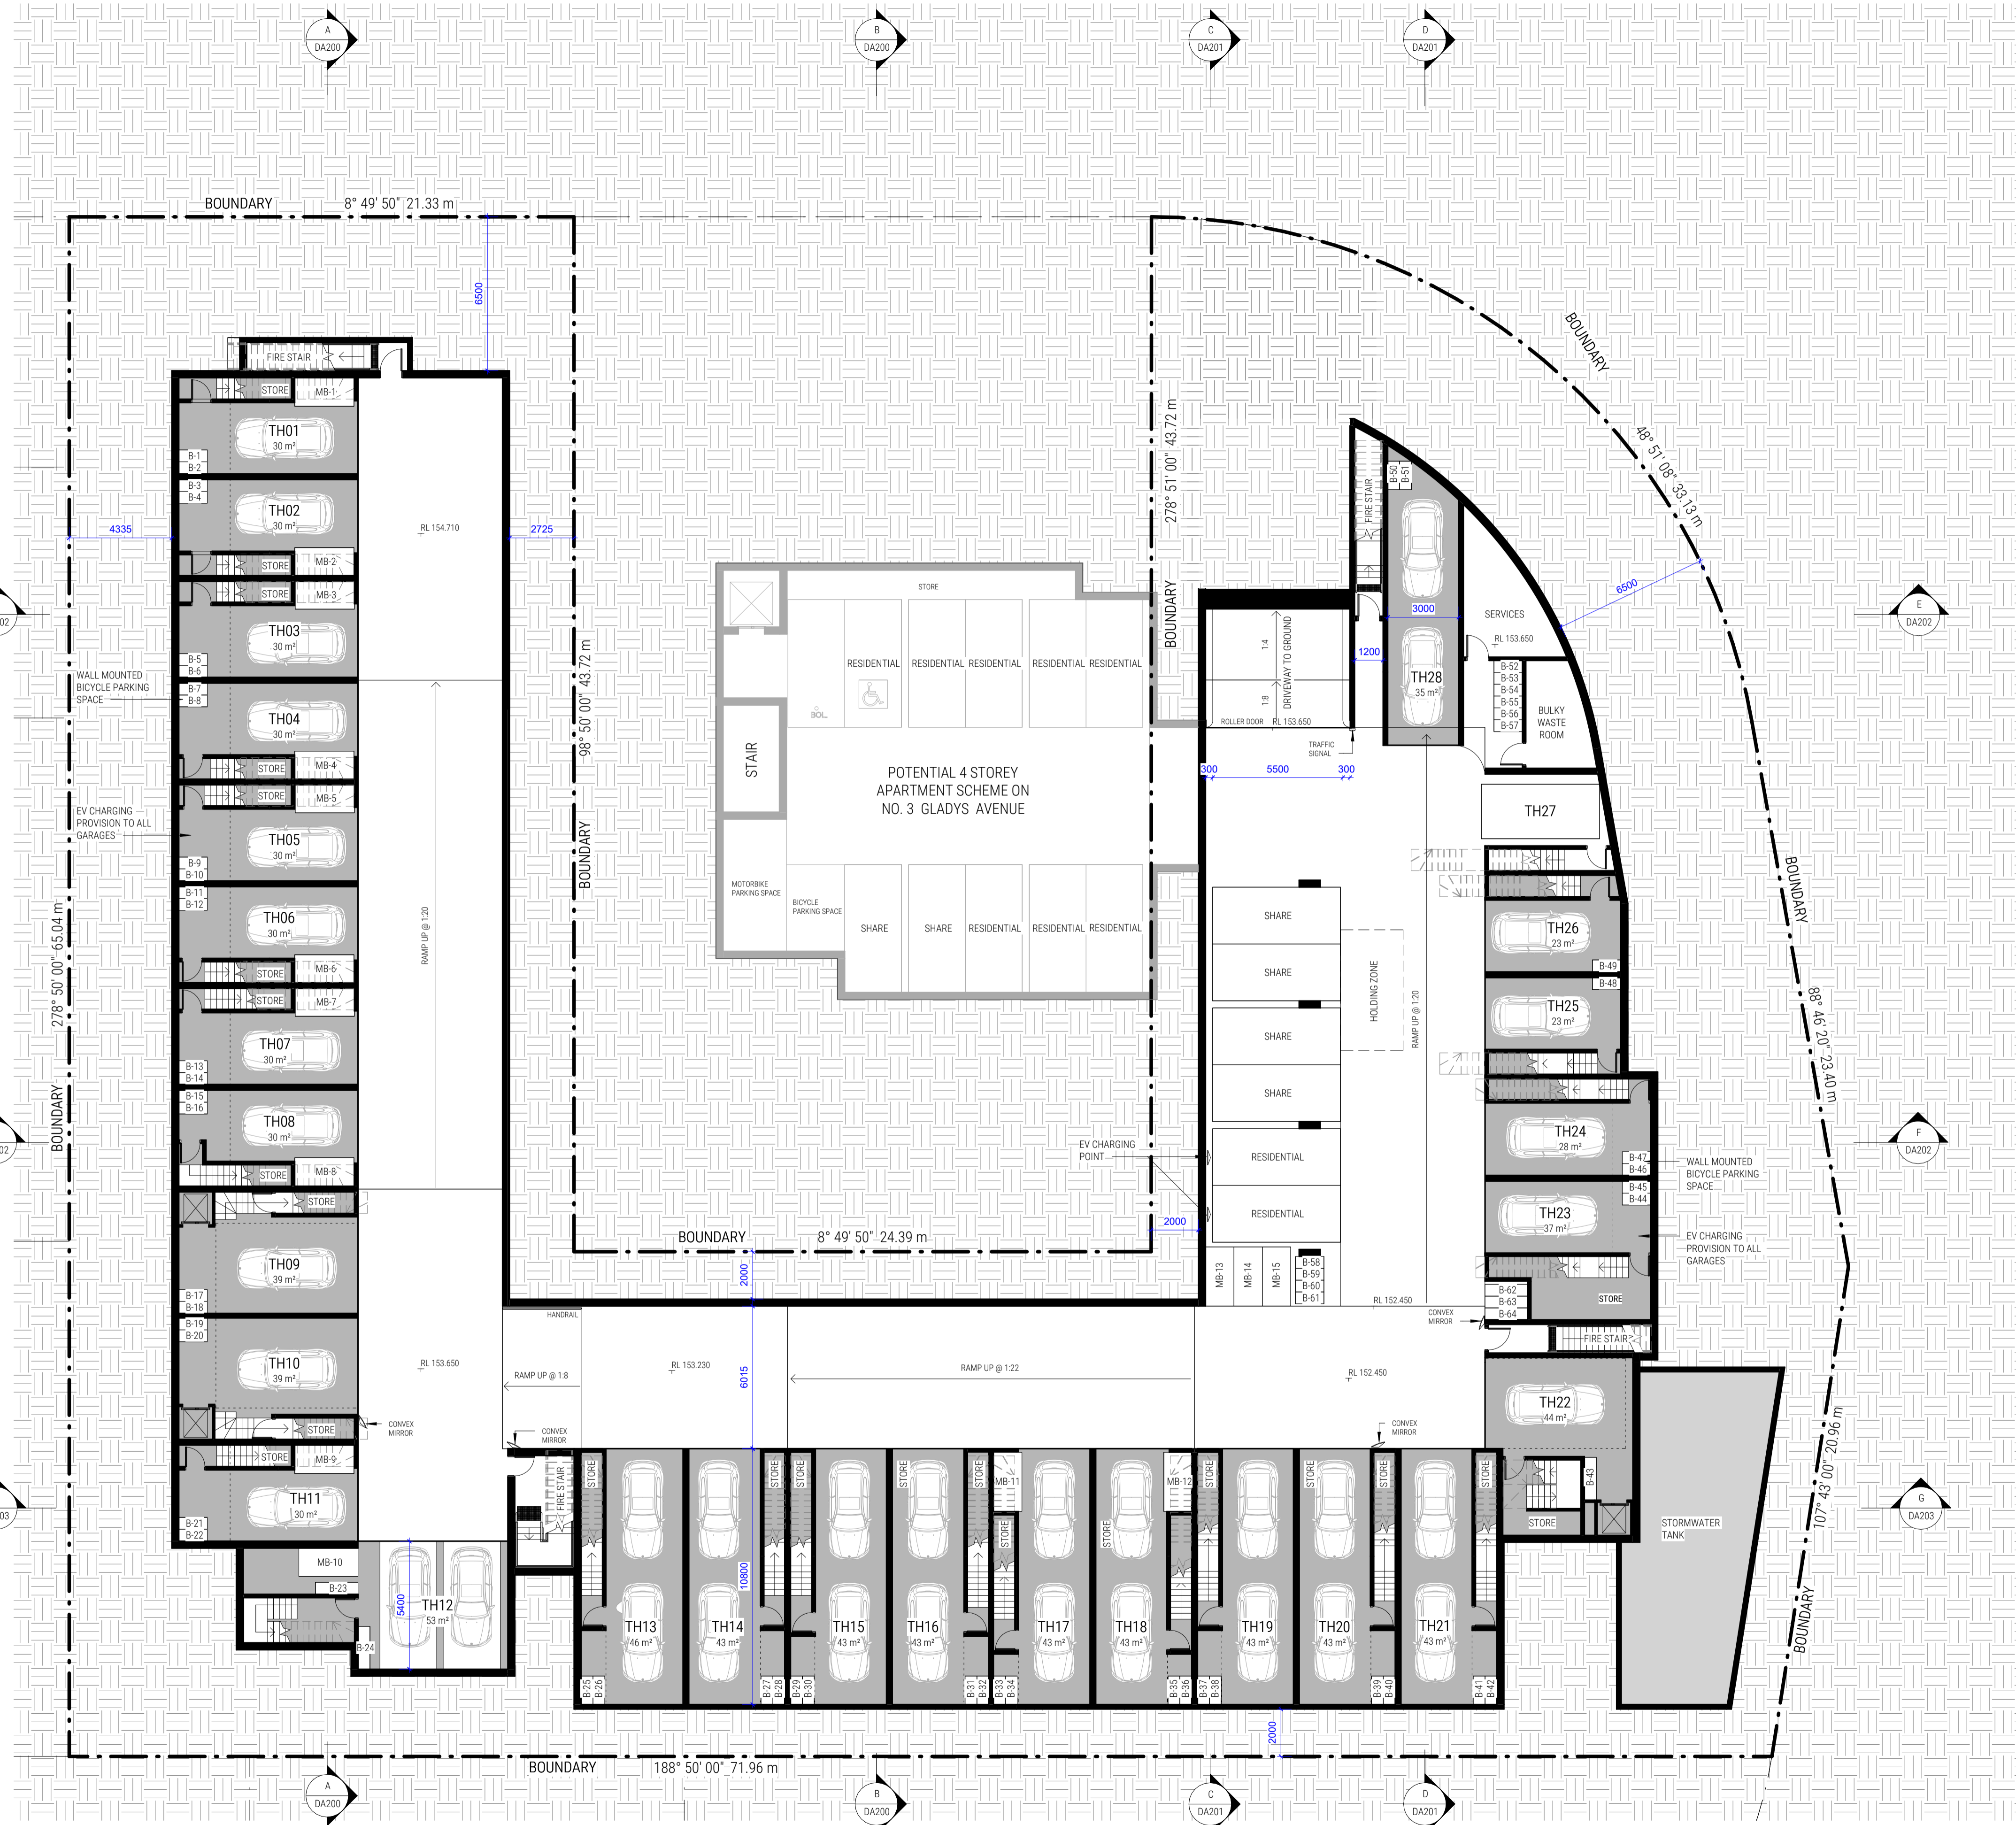 A
DA200
B
DA200
C
DA201
D
DA201
BOUNDARY
8° 49' 50" 21.33 m
6500
BOUNDARY
48° 51' 08" 33.13 m
6500
278° 51' 00" 43.72 m
BOUNDARY
FIRE STAIR
STORE
MB-1
TH01
30 m²
B-1
B-2
B-3
B-4
TH02
30 m²
STORE
MB-2
4335
2725
RL 154.710
STORE
MB-3
TH03
30 m²
B-5
B-6
WALL MOUNTED
BICYCLE PARKING
SPACE
B-7
B-8
TH04
30 m²
STORE
MB-4
STORE
MB-5
EV CHARGING
PROVISION TO ALL
GARAGES
TH05
30 m²
B-9
B-10
B-11
B-12
TH06
30 m²
STORE
MB-6
STORE
MB-7
TH07
30 m²
B-13
B-14
B-15
B-16
TH08
30 m²
STORE
MB-8
STORE
TH09
39 m²
B-17
B-18
B-19
B-20
TH10
39 m²
STORE
STORE
MB-9
TH11
30 m²
B-21
B-22
MB-10
B-23
B-24
TH12
53 m²
5400
RAMP UP @ 1:20
RL 153.650
CONVEX
MIRROR
278° 50' 00" 65.04 m
BOUNDARY
98° 50' 00" 43.72 m
BOUNDARY
STORE
RESIDENTIAL
RESIDENTIAL
RESIDENTIAL
RESIDENTIAL
RESIDENTIAL
BOL.
STAIR
POTENTIAL 4 STOREY
APARTMENT SCHEME ON
NO. 3 GLADYS AVENUE
MOTORBIKE
PARKING SPACE
BICYCLE
PARKING SPACE
SHARE
SHARE
RESIDENTIAL
RESIDENTIAL
RESIDENTIAL
BOUNDARY
8° 49' 50" 24.39 m
2000
2000
FIRE STAIR
B-50
B-51
3000
1200
TH28
35 m²
SERVICES
RL 153.650
B-52
B-53
B-54
B-55
B-56
B-57
BULKY
WASTE
ROOM
1:4
1:8
DRIVEWAY TO GROUND
ROLLER DOOR
RL 153.650
TRAFFIC
SIGNAL
300
5500
300
TH27
SHARE
SHARE
SHARE
SHARE
RESIDENTIAL
RESIDENTIAL
HOLDING ZONE
RAMP UP @ 1:20
EV CHARGING
POINT
MB-13
MB-14
MB-15
B-58
B-59
B-60
B-61
TH26
23 m²
B-49
B-48
TH25
23 m²
TH24
28 m²
B-47
B-46
B-45
B-44
TH23
37 m²
WALL MOUNTED
BICYCLE PARKING
SPACE
EV CHARGING
PROVISION TO ALL
GARAGES
B-62
B-63
B-64
STORE
RL 152.450
CONVEX
MIRROR
FIRE STAIR
HANDRAIL
RAMP UP @ 1:8
RL 153.230
6015
RAMP UP @ 1:22
RL 152.450
CONVEX
MIRROR
CONVEX
MIRROR
TH22
44 m²
B-43
STORE
STORMWATER
TANK
FIRE STAIR
STORE
TH13
46 m²
B-25
B-26
TH14
43 m²
10800
STORE
B-27
B-28
STORE
B-29
B-30
TH15
43 m²
STORE
TH16
43 m²
B-31
B-32
MB-11
STORE
B-33
B-34
TH17
43 m²
STORE
TH18
43 m²
MB-12
B-35
B-36
STORE
B-37
B-38
TH19
43 m²
STORE
TH20
43 m²
STORE
B-39
B-40
TH21
43 m²
STORE
B-41
B-42
2000
BOUNDARY
88° 46' 20" 23.40 m
107° 43' 00" 20.96 m
BOUNDARY
BOUNDARY
188° 50' 00" 71.96 m
E
DA202
F
DA202
G
DA203
02
02
03
A
DA200
B
DA200
C
DA201
D
DA201